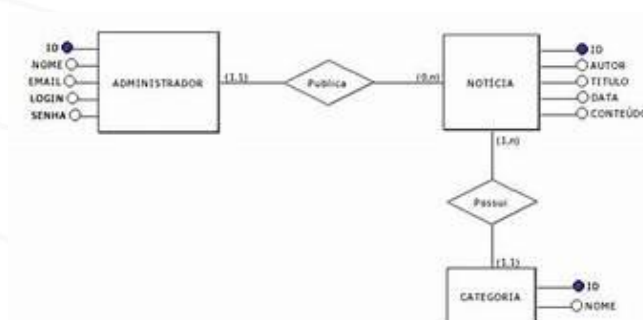 ID
NOME
EMAIL
LOGIN
SENHA
ADMINISTRADOR
(1,1)
Publica
(0,n)
NOTÍCIA
ID
AUTOR
TITULO
DATA
CONTEÚDO
(1,n)
Possui
(1,1)
CATEGORIA
ID
NOME